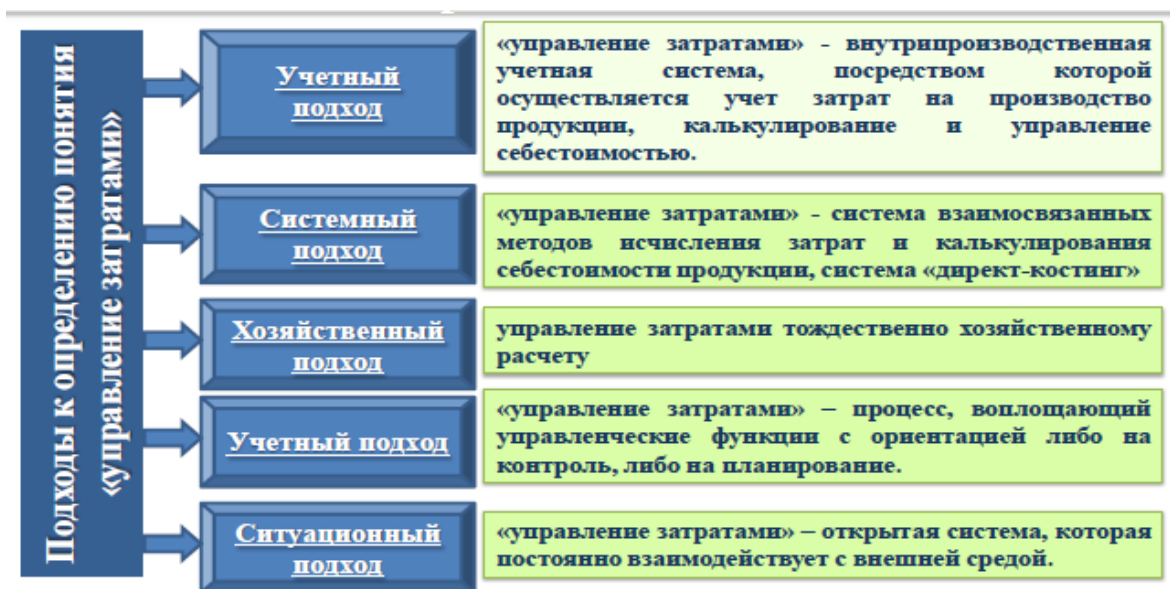 Подходы к определению понятия
«управление затратами»
Учетный
подход
«управление затратами» - внутрипроизводственная
учетная система, посредством которой
осуществляется учет затрат на производство
продукции, калькулирование и управление
себестоимостью.
Системный
подход
«управление затратами» - система взаимосвязанных
методов исчисления затрат и калькулирования
себестоимости продукции, система «директ-костинг»
Хозяйственный
подход
управление затратами тождественно хозяйственному
расчету
Учетный подход
«управление затратами» – процесс, воплощающий
управленческие функции с ориентацией либо на
контроль, либо на планирование.
Ситуационный
подход
«управление затратами» – открытая система, которая
постоянно взаимодействует с внешней средой.